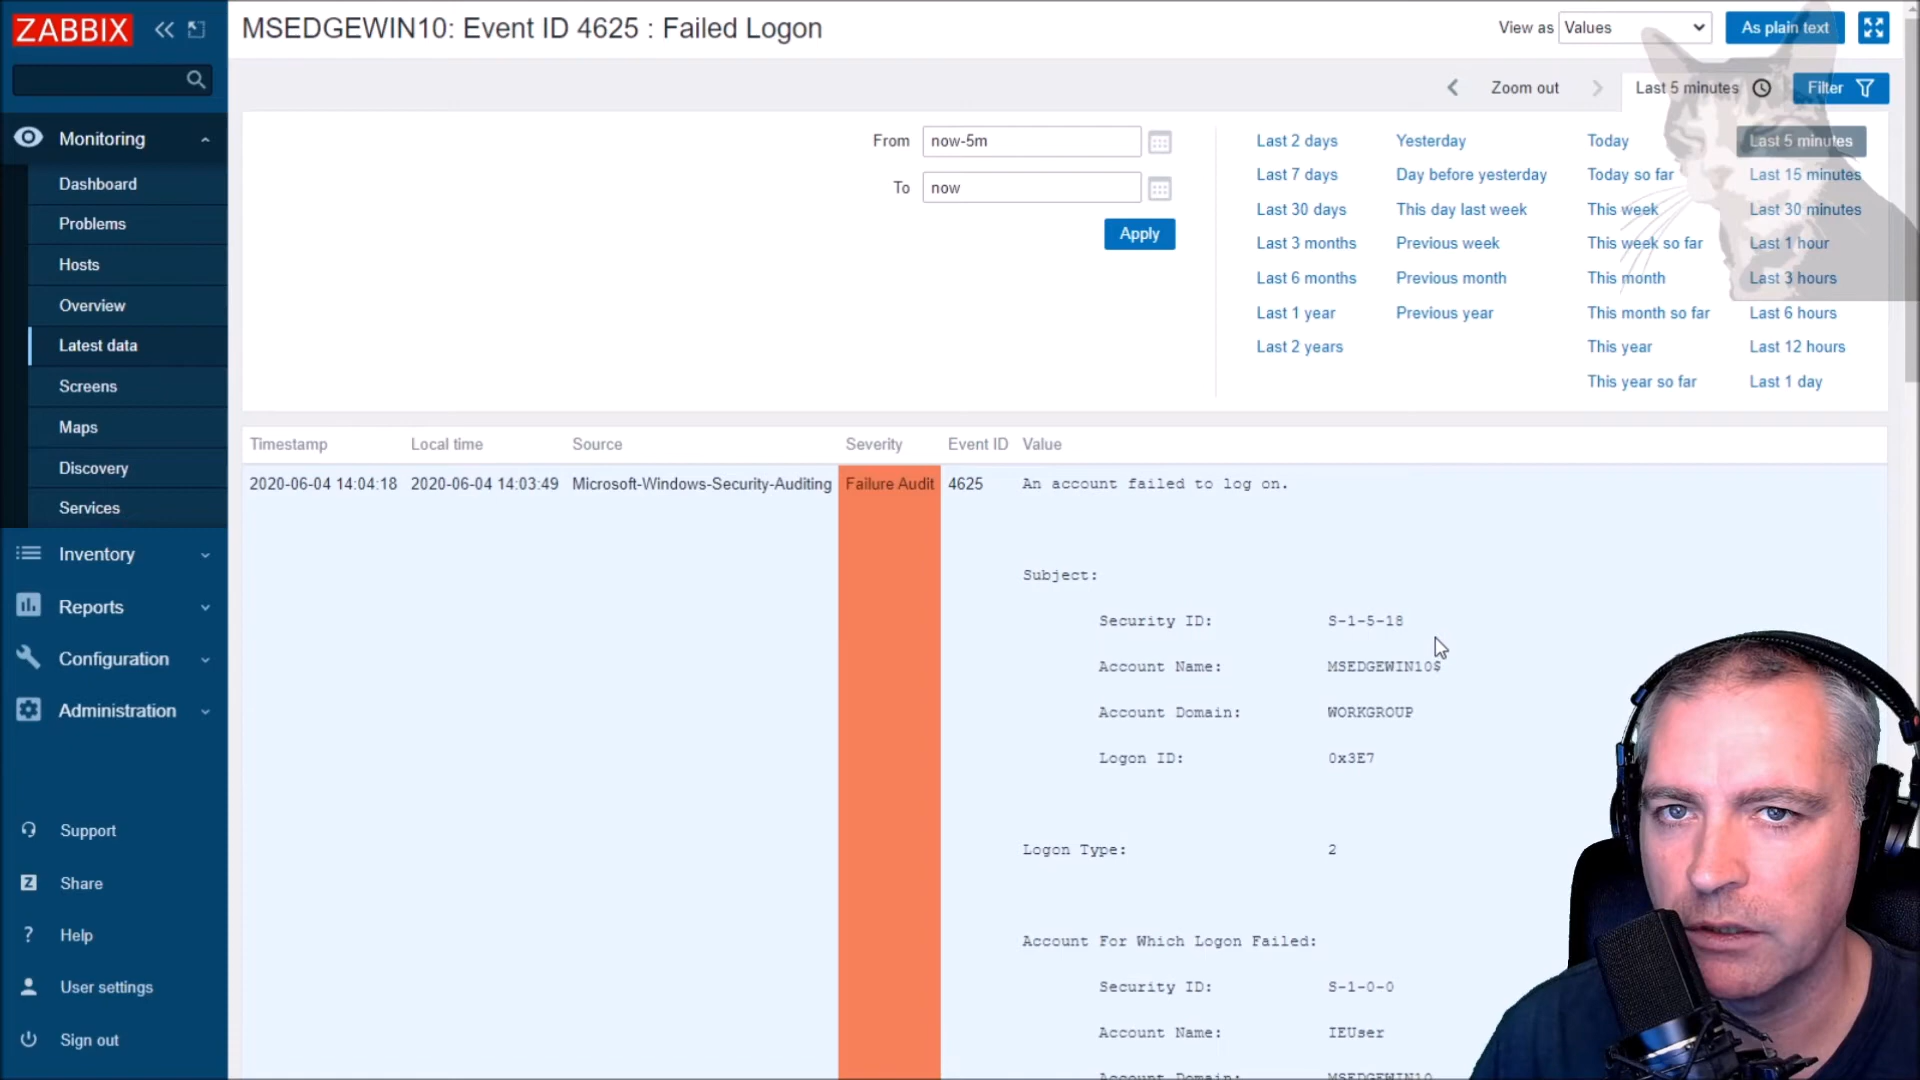 ZABBIX
MSEDGEWIN10: Event ID 4625 : Failed Logon
View as Values As plain text
Zoom out Last 5 minutes Filter
Monitoring
Dashboard
Problems
Hosts
Overview
Latest data
Screens
Maps
Discovery
Services
Inventory
Reports
Configuration
Administration
Support
Share
Help
User settings
Sign out
From now-5m
To now
Apply
Last 2 days Yesterday Today Last 5 minutes
Last 7 days Day before yesterday Today so far Last 15 minutes
Last 30 days This day last week This week Last 30 minutes
Last 3 months Previous week This week so far Last 1 hour
Last 6 months Previous month This month Last 3 hours
Last 1 year Previous year This month so far Last 6 hours
Last 2 years This year Last 12 hours
This year so far Last 1 day
Timestamp Local time Source Severity Event ID Value
2020-06-04 14:04:18 2020-06-04 14:03:49 Microsoft-Windows-Security-Auditing Failure Audit 4625 An account failed to log on.
Subject:
Security ID: S-1-5-18
Account Name: MSEDGEWIN10$
Account Domain: WORKGROUP
Logon ID: 0x3E7
Logon Type: 2
Account For Which Logon Failed:
Security ID: S-1-0-0
Account Name: IEUser
Account Domain: MSEDGEWIN10